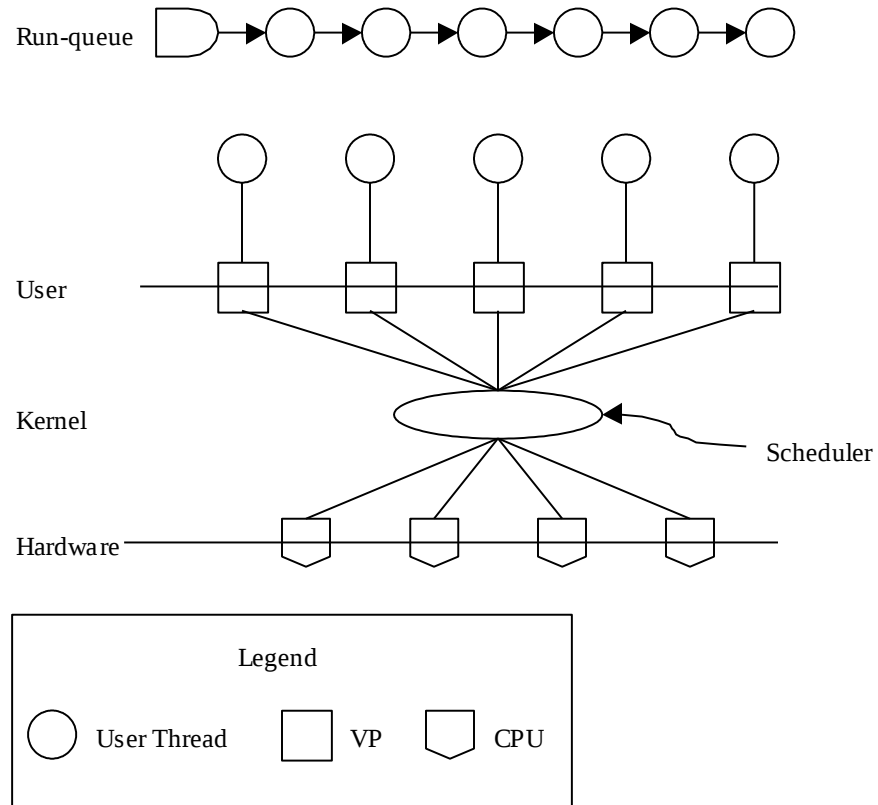 Run-queue
User
Kernel
Scheduler
Hardware
Legend
User Thread
VP
CPU